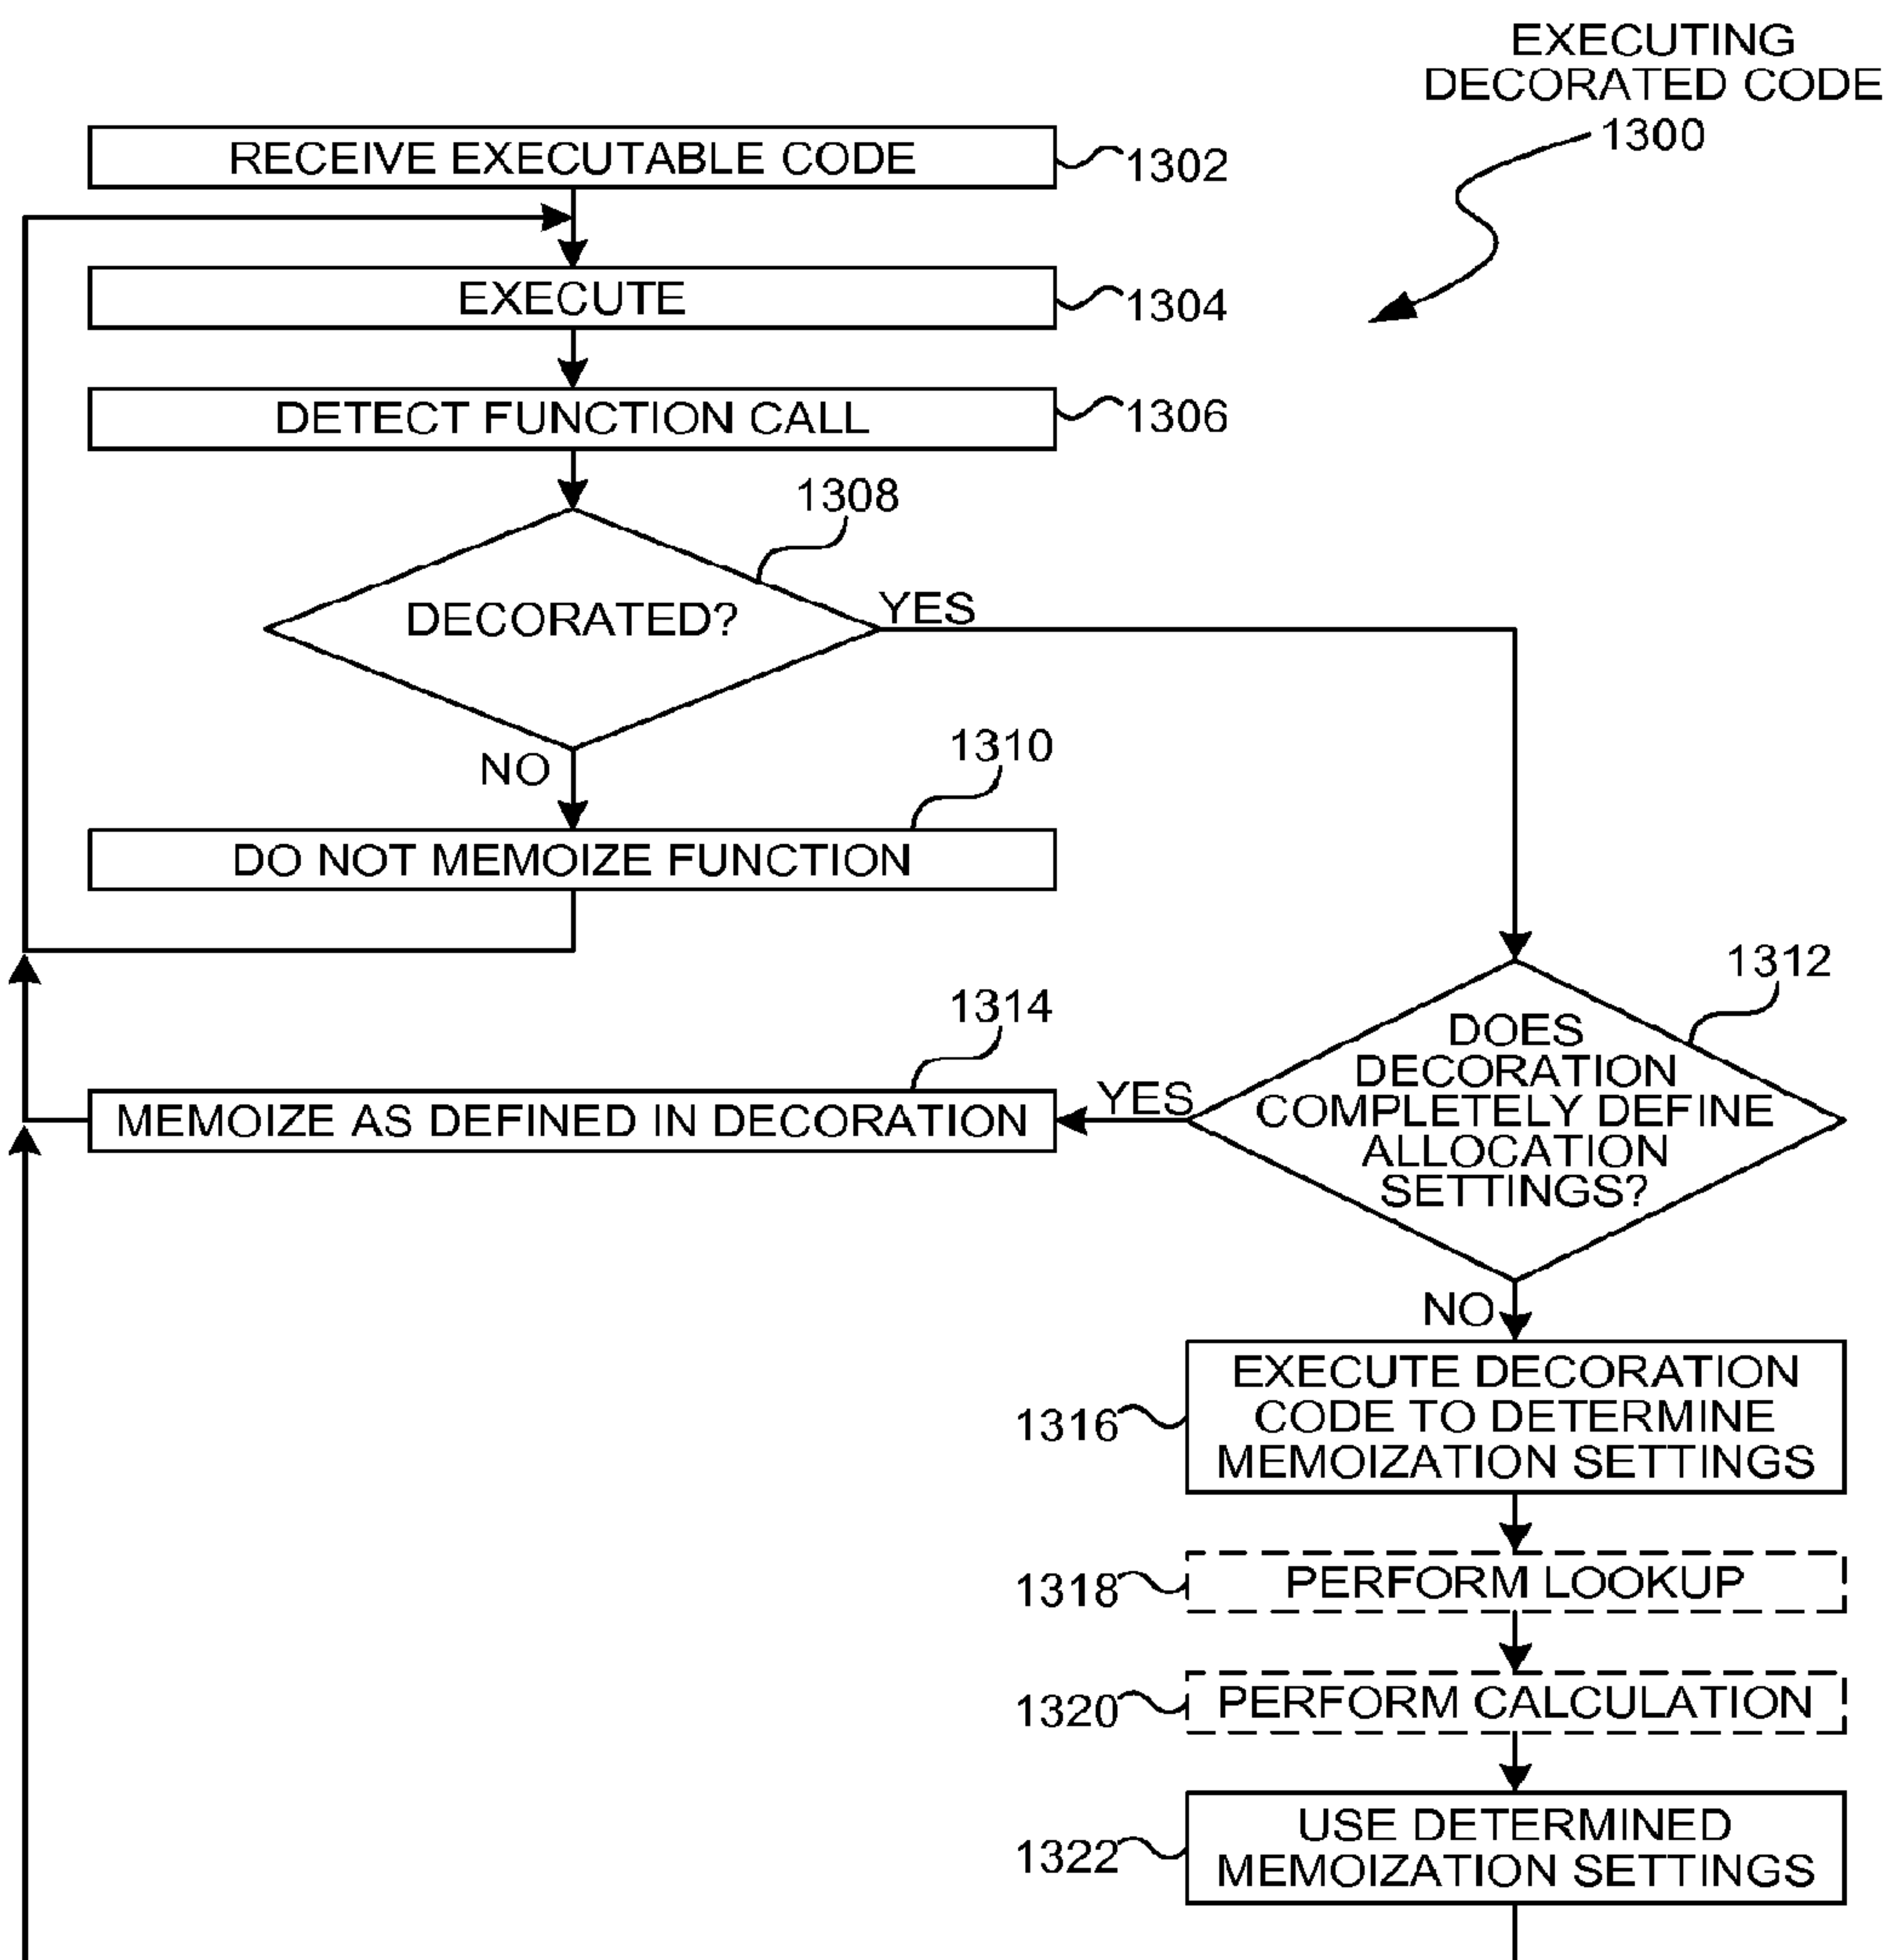 EXECUTING
DECORATED CODE
1300
RECEIVE EXECUTABLE CODE
1302
EXECUTE
1304
DETECT FUNCTION CALL
1306
1308
DECORATED?
YES
NO
1310
DO NOT MEMOIZE FUNCTION
1312
DOES
DECORATION
COMPLETELY DEFINE
ALLOCATION
SETTINGS?
YES
1314
MEMOIZE AS DEFINED IN DECORATION
NO
1316
EXECUTE DECORATION
CODE TO DETERMINE
MEMOIZATION SETTINGS
1318
PERFORM LOOKUP
1320
PERFORM CALCULATION
1322
USE DETERMINED
MEMOIZATION SETTINGS